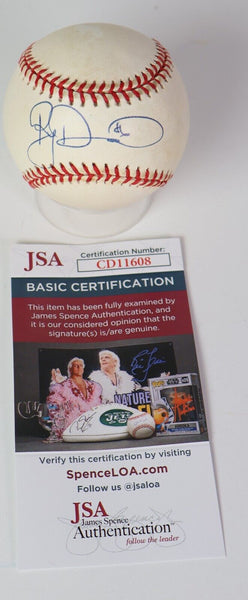 JSA
Certification Number:
CD11608
BASIC CERTIFICATION
This item has been fully examined by
James Spence Authentication, and
it is our considered opinion that the
signature(s) is/are genuine.
NATURE
JETS
Verify this certification by visiting
SpenceLOA.com
Follow us @jsaloa
JSA
James Spence
Authentication
follow the leader